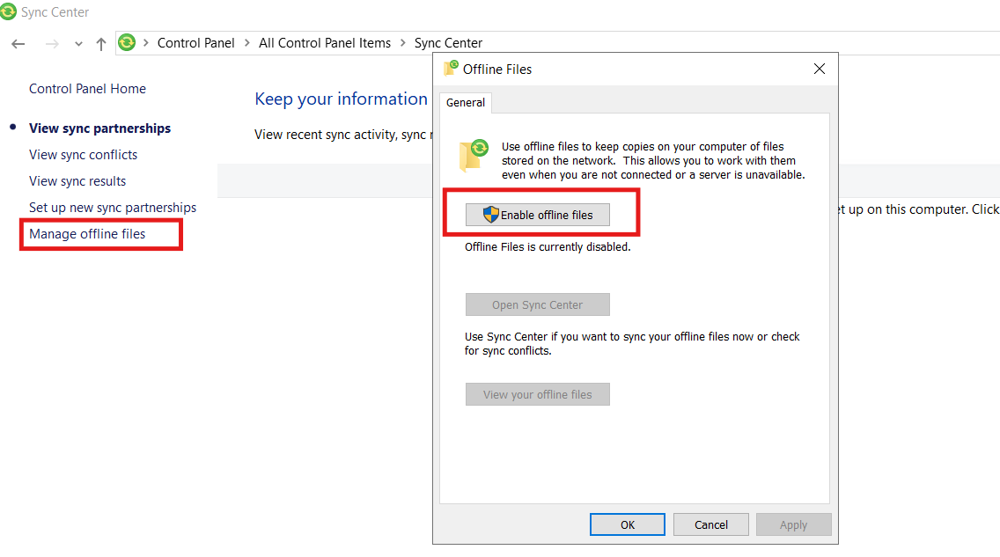 Sync Center
Control Panel > All Control Panel Items > Sync Center
Control Panel Home
View sync partnerships
View sync conflicts
View sync results
Set up new sync partnerships
Manage offline files
Keep your information
View recent sync activity, sync
up on this computer. Click
Offline Files
General
Use offline files to keep copies on your computer of files
stored on the network. This allows you to work with them
even when you are not connected or a server is unavailable.
Enable offline files
Offline Files is currently disabled.
Open Sync Center
Use Sync Center if you want to sync your offline files now or check
for sync conflicts.
View your offline files
OK
Cancel
Apply